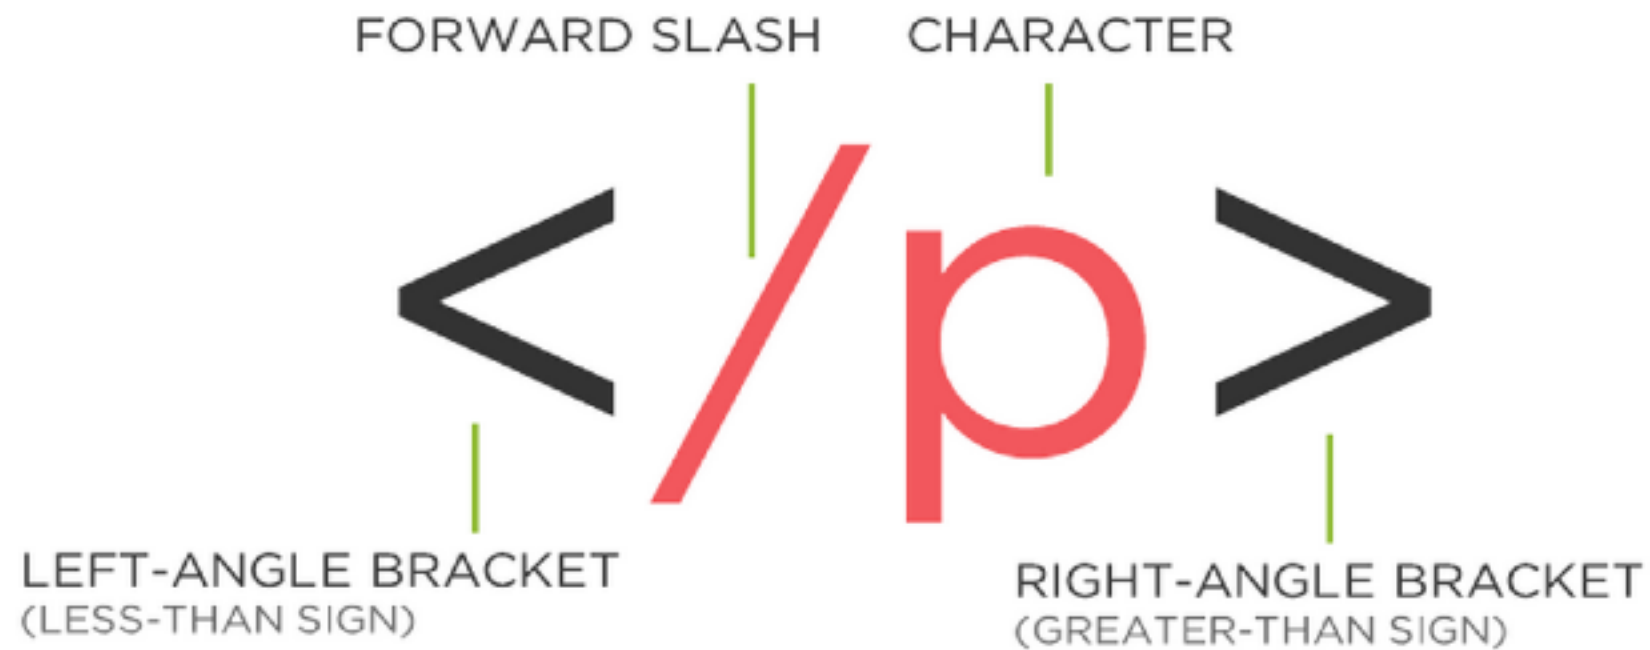 FORWARD SLASH
CHARACTER
</p>
LEFT-ANGLE BRACKET
(LESS-THAN SIGN)
RIGHT-ANGLE BRACKET
(GREATER-THAN SIGN)